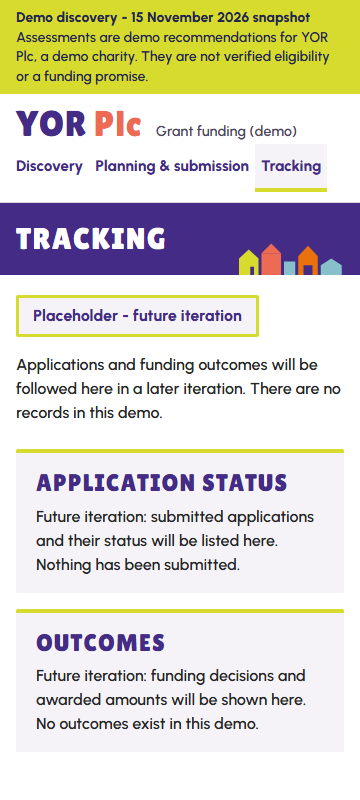 Demo discovery - 15 November 2026 snapshot
Assessments are demo recommendations for YOR
Plc, a demo charity. They are not verified eligibility
or a funding promise.
YOR Plc Grant funding (demo)
Discovery Planning & submission Tracking
TRACKING
Placeholder - future iteration
Applications and funding outcomes will be
followed here in a later iteration. There are no
records in this demo.
APPLICATION STATUS
Future iteration: submitted applications
and their status will be listed here.
Nothing has been submitted.
OUTCOMES
Future iteration: funding decisions and
awarded amounts will be shown here.
No outcomes exist in this demo.